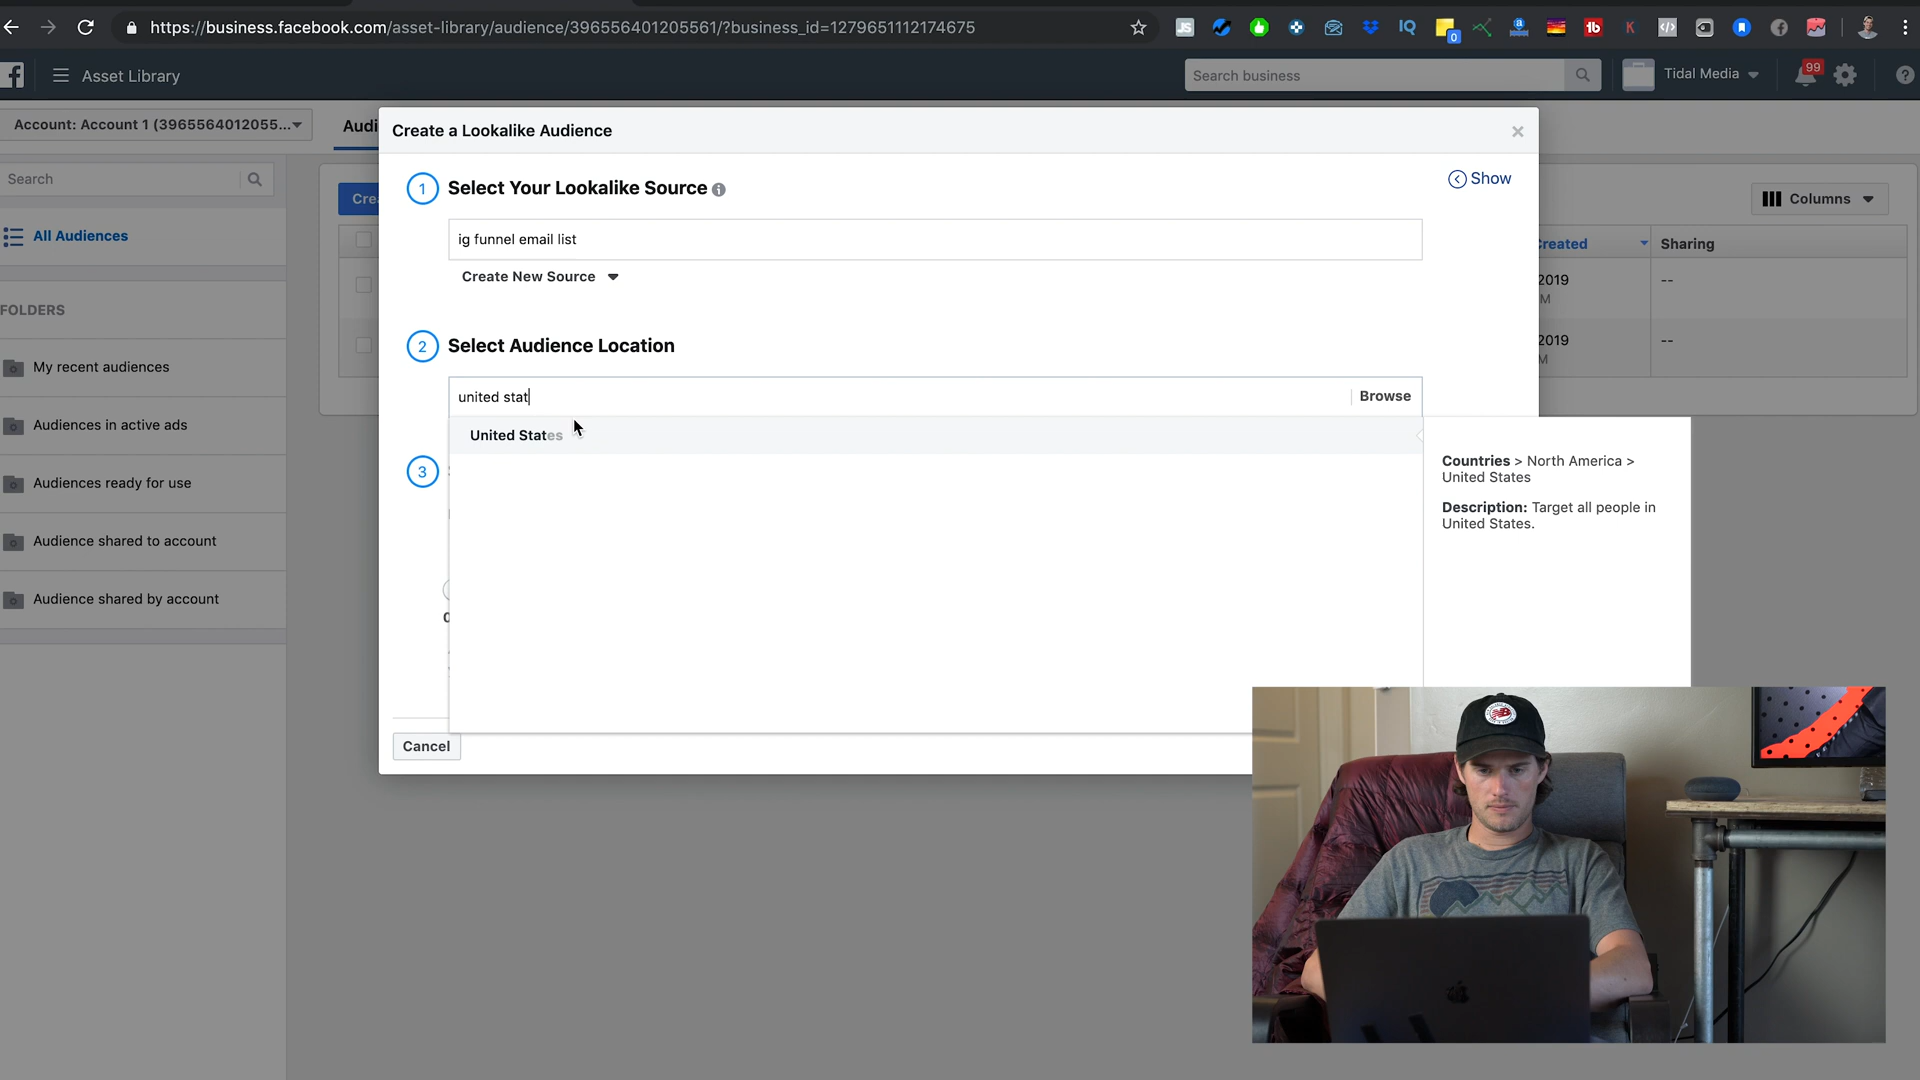 https://business.facebook.com/asset-library/audience/396556401205561/?business_id=1279651112174675
Asset Library
Search business
Tidal Media
99
Account: Account 1 (3965564012055...
Audi
Search
All Audiences
FOLDERS
My recent audiences
Audiences in active ads
Audiences ready for use
Audience shared to account
Audience shared by account
Cre
Columns
Created
Sharing
2019
M
--
2019
M
--
Create a Lookalike Audience
Show
1 Select Your Lookalike Source
ig funnel email list
Create New Source
2 Select Audience Location
united stat
Browse
United States
3
Countries > North America >
United States
Description: Target all people in
United States.
Cancel